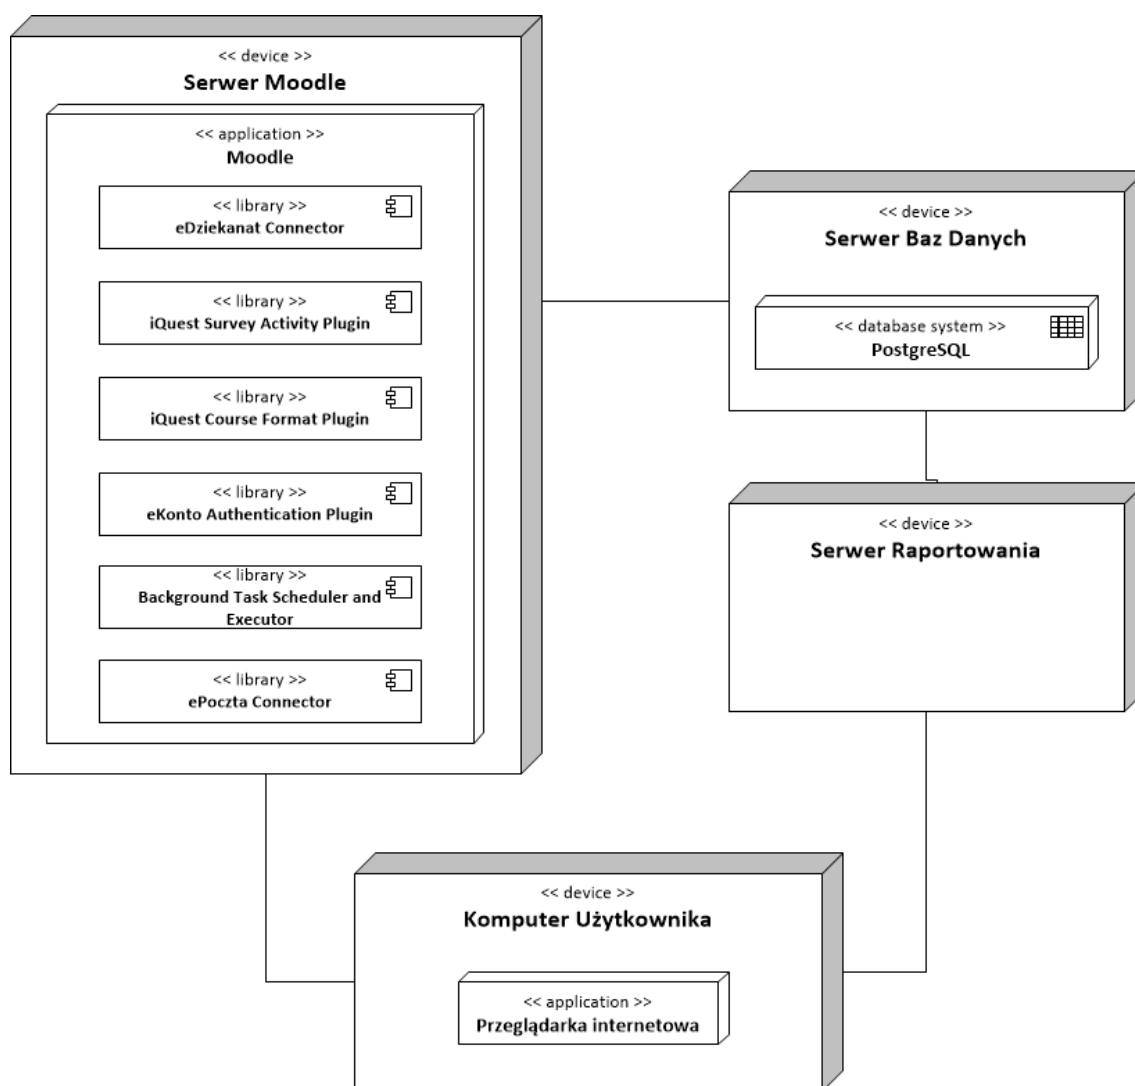 << device >>
Serwer Moodle
<< application >>
Moodle
<< library >>
eDziekanat Connector
<< library >>
iQuest Survey Activity Plugin
<< library >>
iQuest Course Format Plugin
<< library >>
eKonto Authentication Plugin
<< library >>
Background Task Scheduler and
Executor
<< library >>
ePoczta Connector
<< device >>
Serwer Baz Danych
<< database system >>
PostgreSQL
<< device >>
Serwer Raportowania
<< device >>
Komputer Użytkownika
<< application >>
Przeglądarka internetowa